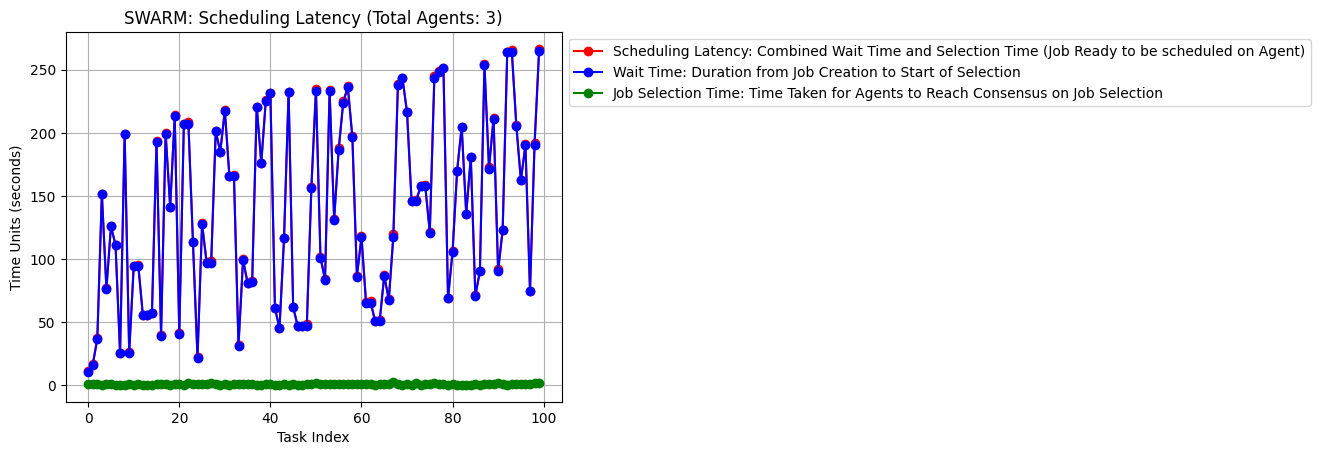 SWARM: Scheduling Latency (Total Agents: 3)
Scheduling Latency: Combined Wait Time and Selection Time (Job Ready to be scheduled on Agent)
Wait Time: Duration from Job Creation to Start of Selection
Job Selection Time: Time Taken for Agents to Reach Consensus on Job Selection
Time Units (seconds)
250
200
150
100
50
0
0 20 40 60 80 100
Task Index